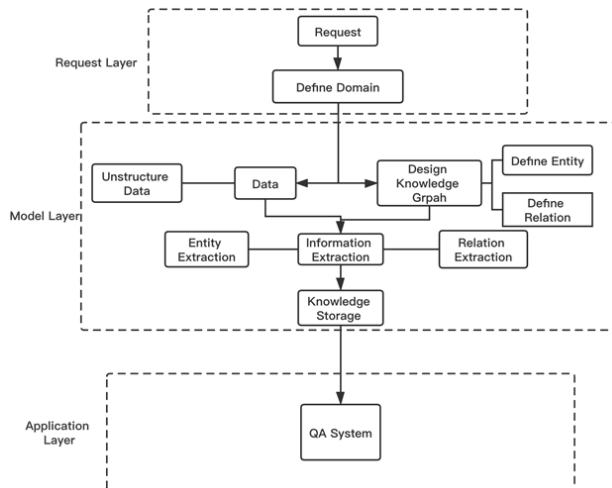 Request
Request Layer
Define Domain
Define Entity
Unstructure
Data
Data
Design
Knowledge
Grpah
Define
Relation
Model Layer
Entity
Extraction
Information
Extraction
Relation
Extraction
Knowledge
Storage
Application
Layer
QA System